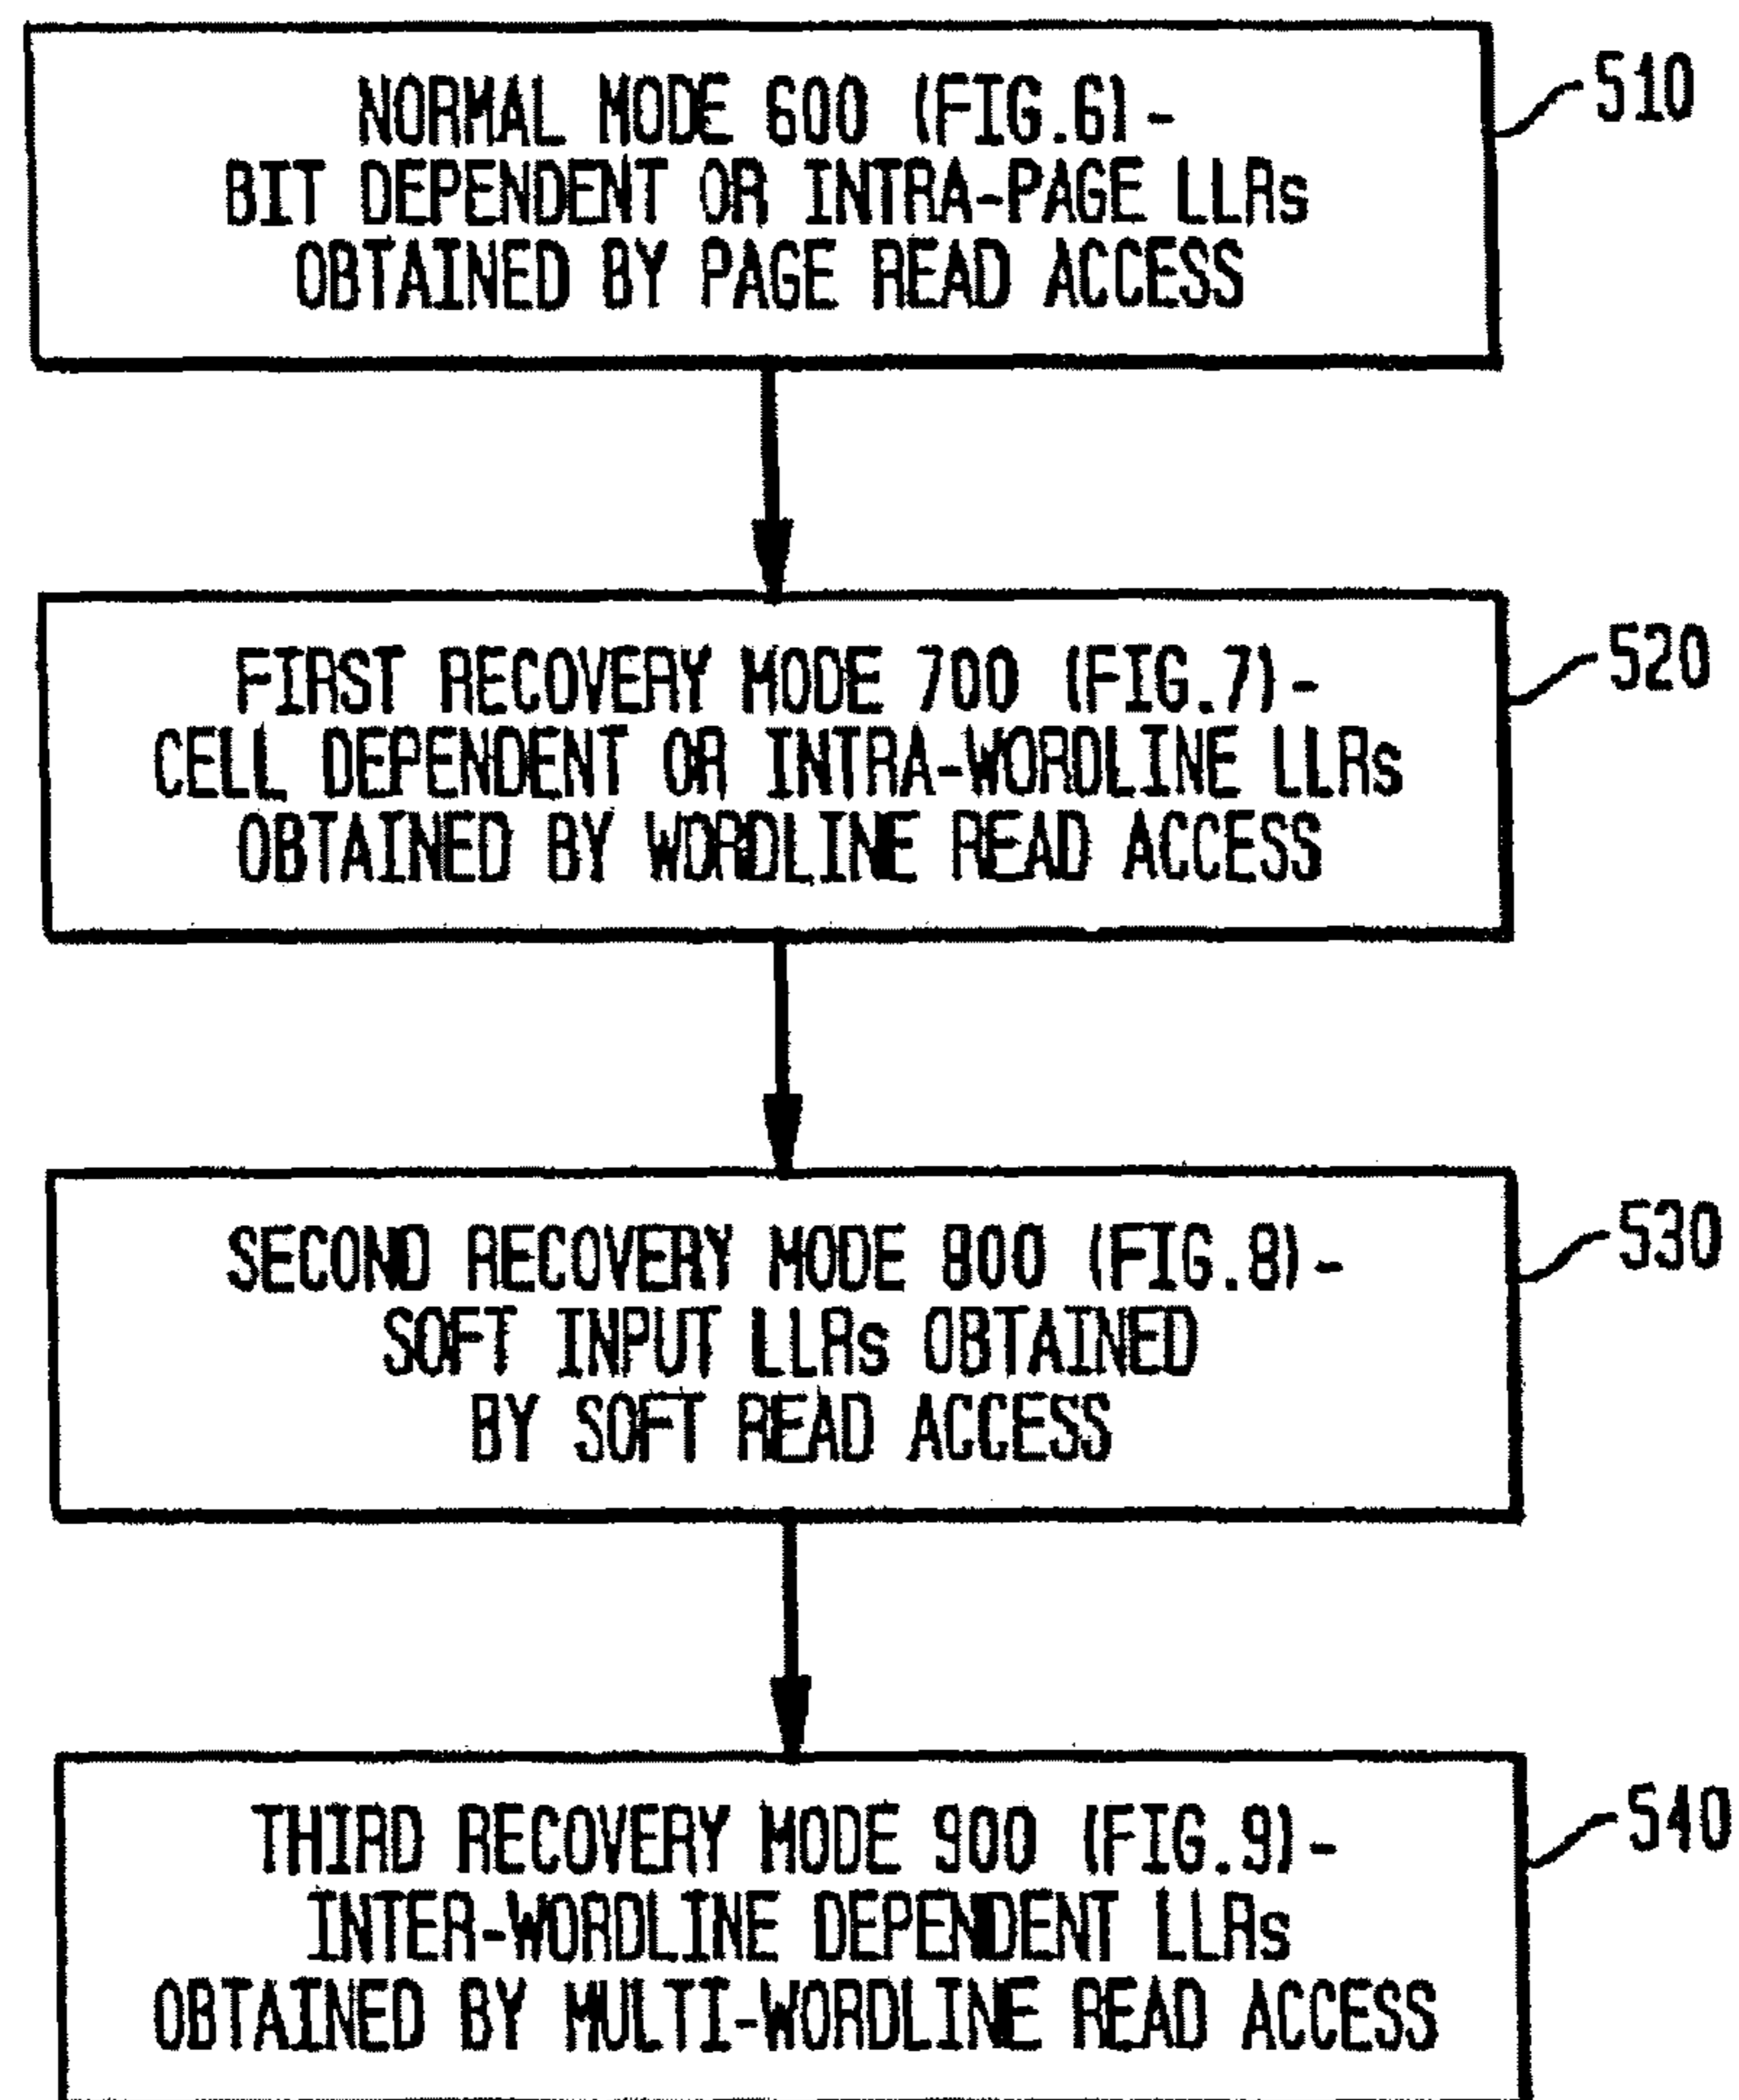 NORMAL MODE 600 (FIG.6)-
BIT DEPENDENT OR INTRA-PAGE LLRs
OBTAINED BY PAGE READ ACCESS
510
FIRST RECOVERY MODE 700 (FIG.7)-
CELL DEPENDENT OR INTRA-WORDLINE LLRs
OBTAINED BY WORDLINE READ ACCESS
520
SECOND RECOVERY MODE 800 (FIG.8)-
SOFT INPUT LLRs OBTAINED
BY SOFT READ ACCESS
530
THIRD RECOVERY MODE 900 (FIG.9)-
INTER-WORDLINE DEPENDENT LLRs
OBTAINED BY MULTI-WORDLINE READ ACCESS
540